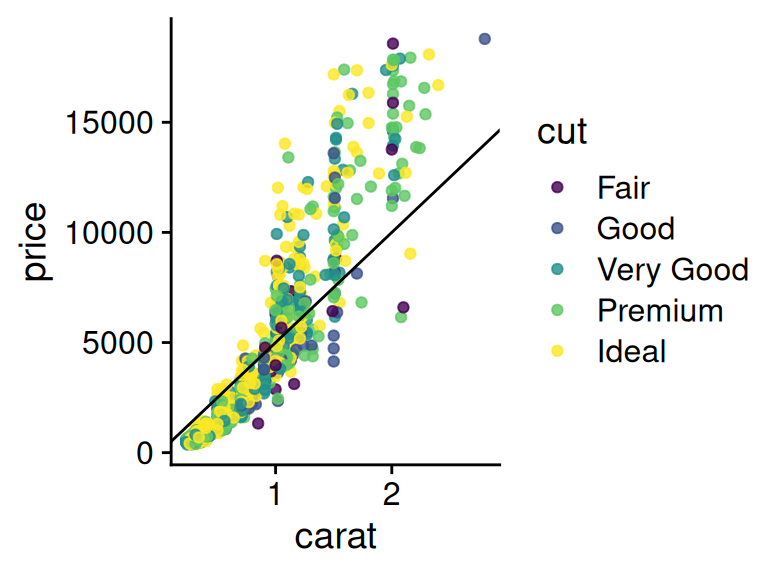 15000
10000
5000
0
price
1
2
carat
cut
Fair
Good
Very Good
Premium
Ideal